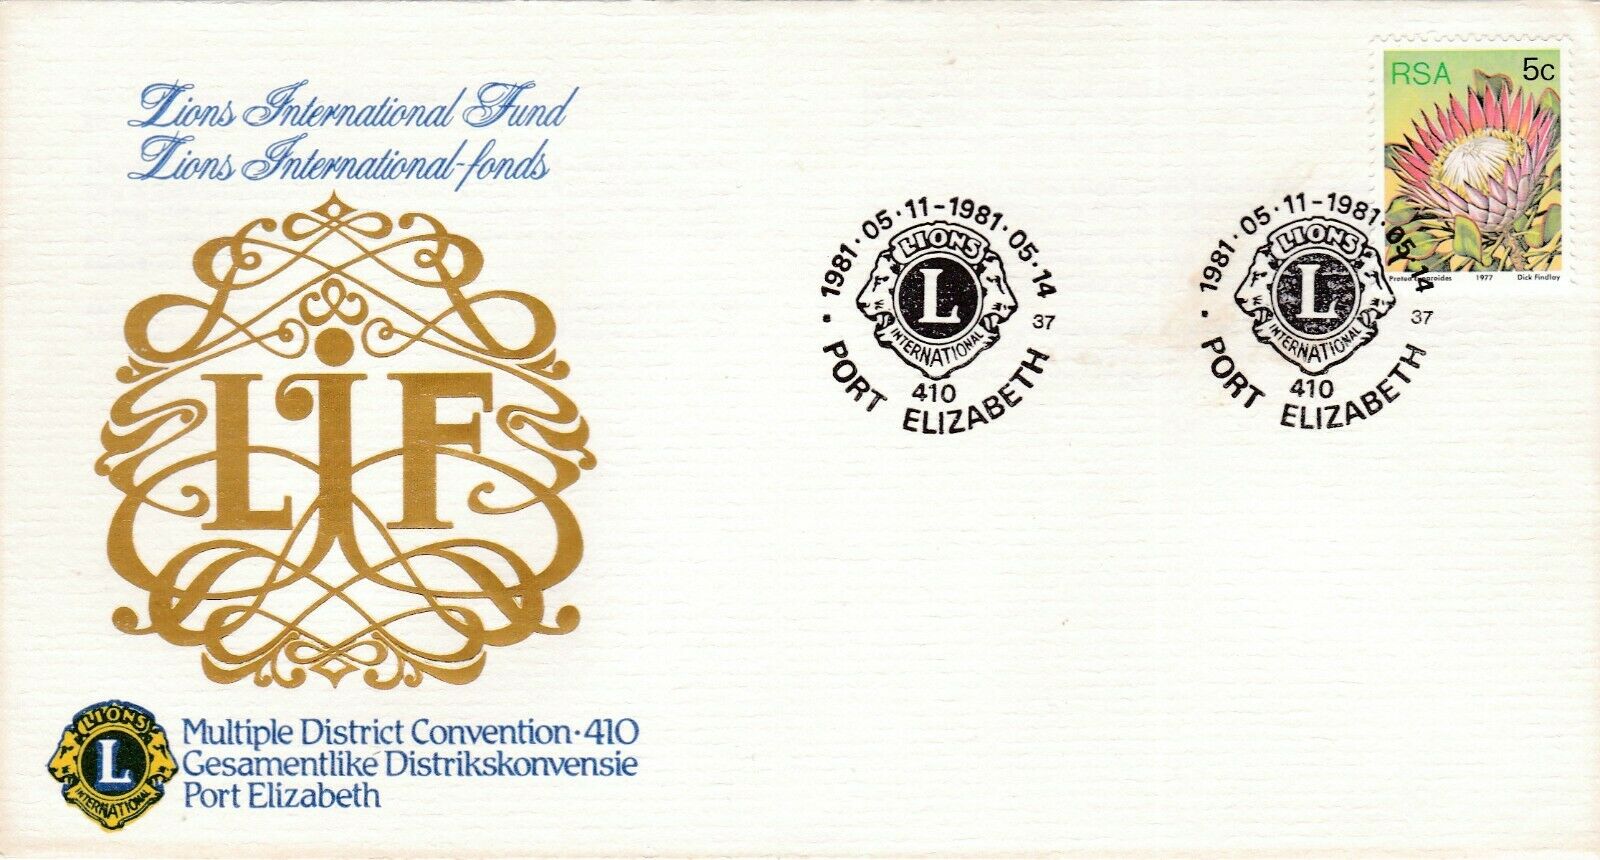 Lions International Fund
Lions International-fonds
LiF
LIONS
L
INTERNATIONAL
Multiple District Convention·410
Gesamentlike Distrikskonvensie
Port Elizabeth
1981·05·11-1981·05·14
LIONS
L
INTERNATIONAL
37
410
· PORT ELIZABETH
RSA 5c
1977 Dick Findlay
1981·05·11-1981·05·14
LIONS
L
INTERNATIONAL
37
410
· PORT ELIZABETH